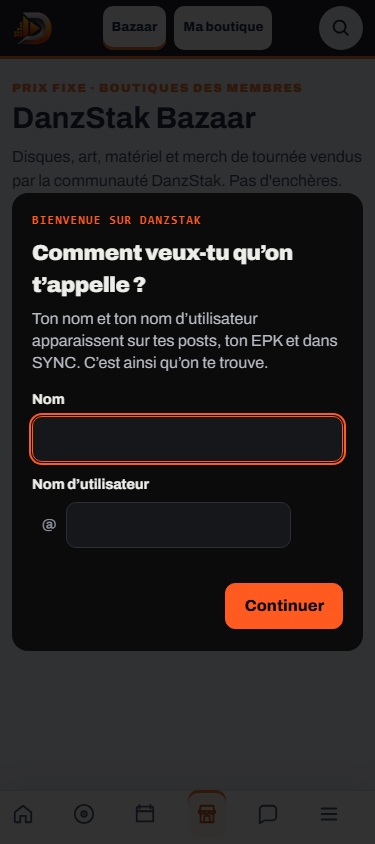 Bazaar
Ma boutique
PRIX FIXE · BOUTIQUES DES MEMBRES
DanzStak Bazaar
Disques, art, matériel et merch de tournée vendus
par la communauté DanzStak. Pas d'enchères.
BIENVENUE SUR DANZSTAK
Comment veux-tu qu’on
t’appelle ?
Ton nom et ton nom d’utilisateur
apparaissent sur tes posts, ton EPK et dans
SYNC. C’est ainsi qu’on te trouve.
Nom
Nom d’utilisateur
@
Continuer